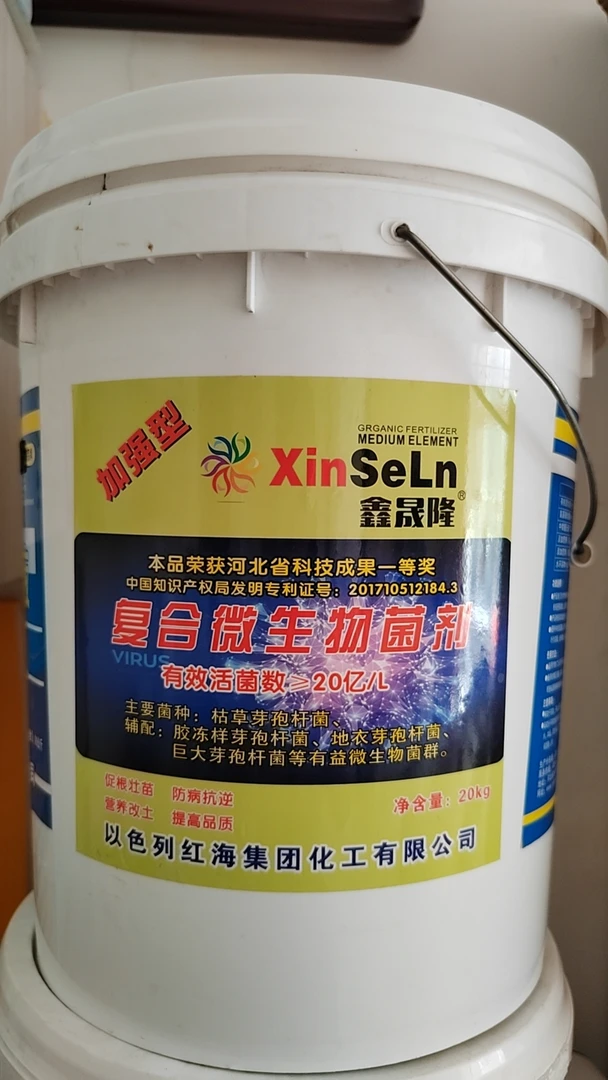 加强型
GRGANIC FERTILIZER
MEDIUM ELEMENT
XinSeLn
鑫晟隆®
本品荣获河北省科技成果一等奖
中国知识产权局发明专利证号：201710512184.3
复合微生物菌剂
VIRUS
有效活菌数≥20亿/L
主要菌种：枯草芽孢杆菌、
辅配：胶冻样芽孢杆菌、地衣芽孢杆菌、
巨大芽孢杆菌等有益微生物菌群。
促根壮苗 防病抗逆
营养改土 提高品质
净含量：20kg
以色列红海集团化工有限公司